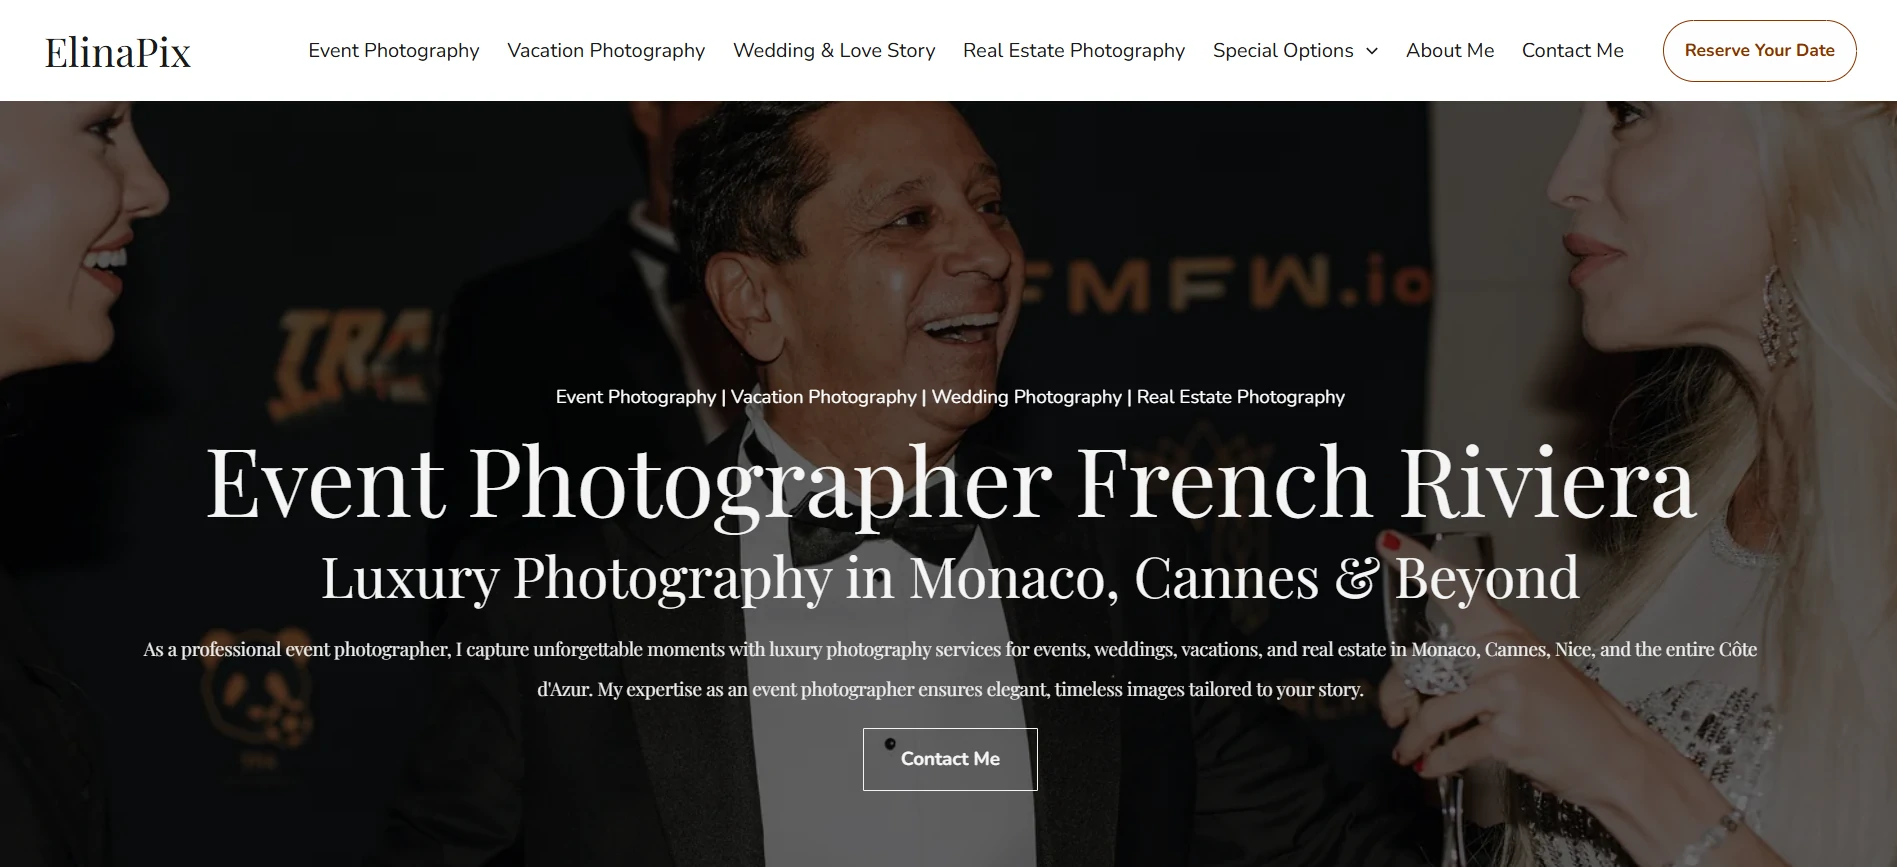 ElinaPix
Event Photography Vacation Photography Wedding & Love Story Real Estate Photography Special Options About Me Contact Me Reserve Your Date
FMFW.io
Event Photography | Vacation Photography | Wedding Photography | Real Estate Photography
Event Photographer French Riviera
Luxury Photography in Monaco, Cannes & Beyond
As a professional event photographer, I capture unforgettable moments with luxury photography services for events, weddings, vacations, and real estate in Monaco, Cannes, Nice, and the entire Côte
d'Azur. My expertise as an event photographer ensures elegant, timeless images tailored to your story.
Contact Me